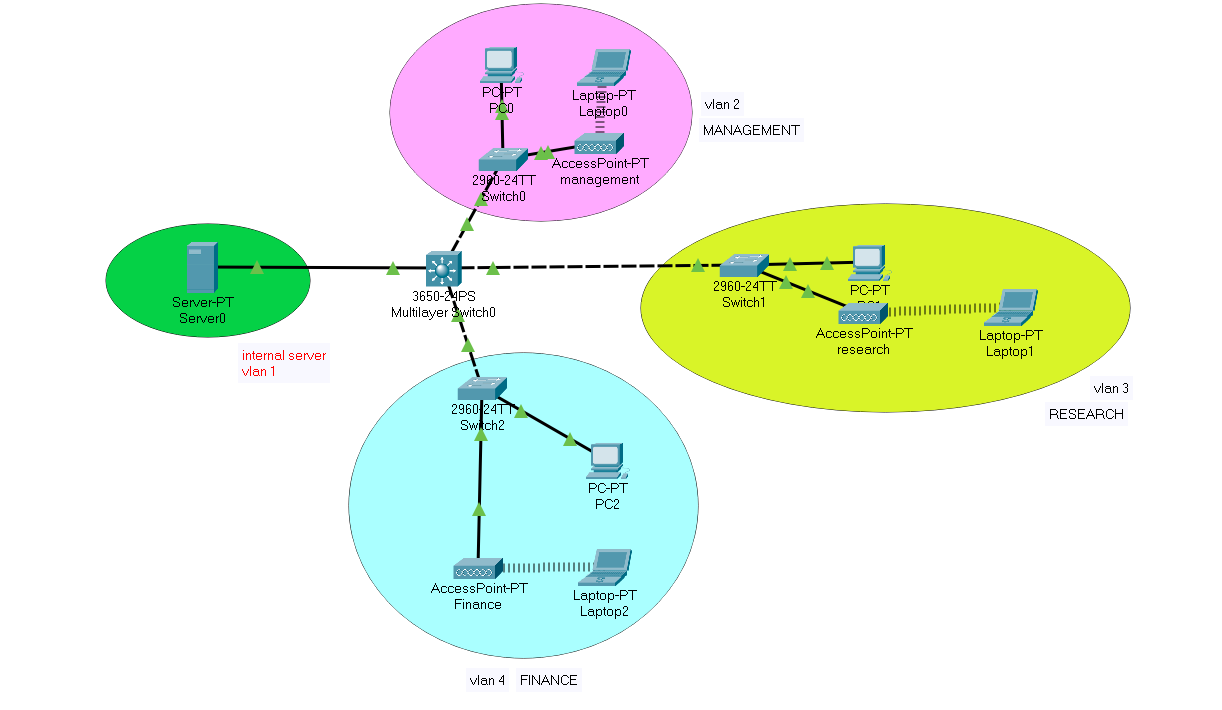 PC-PT
PC0
Laptop-PT
Laptop0
2960-24TT
Switch0
AccessPoint-PT
management
vlan 2
MANAGEMENT
Server-PT
Server0
internal server
vlan 1
3650-24PS
Multilayer Switch0
2960-24TT
Switch1
PC-PT
PC1
AccessPoint-PT
research
Laptop-PT
Laptop1
vlan 3
RESEARCH
2960-24TT
Switch2
PC-PT
PC2
AccessPoint-PT
Finance
Laptop-PT
Laptop2
vlan 4
FINANCE